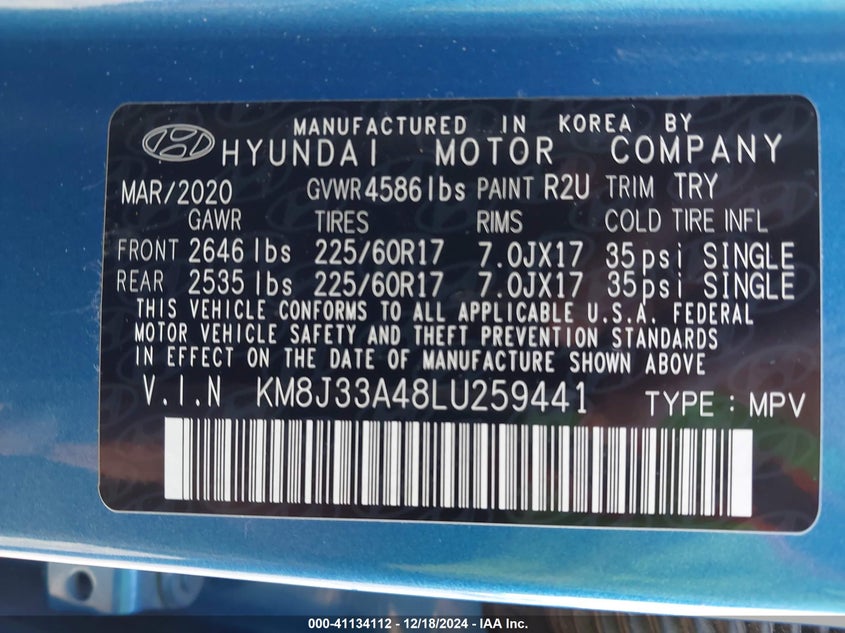 MANUFACTURED IN KOREA BY
HYUNDAI MOTOR COMPANY
MAR/2020 GVWR 4586 lbs PAINT R2U TRIM TRY
GAWR TIRES RIMS COLD TIRE INFL
FRONT 2646 lbs 225/60R17 7.0JX17 35psi SINGLE
REAR 2535 lbs 225/60R17 7.0JX17 35psi SINGLE
THIS VEHICLE CONFORMS TO ALL APPLICABLE U.S.A. FEDERAL
MOTOR VEHICLE SAFETY AND THEFT PREVENTION STANDARDS
IN EFFECT ON THE DATE OF MANUFACTURE SHOWN ABOVE
V.I.N KM8J33A48LU259441 TYPE : MPV
000-41134112 - 12/18/2024 - IAA Inc.